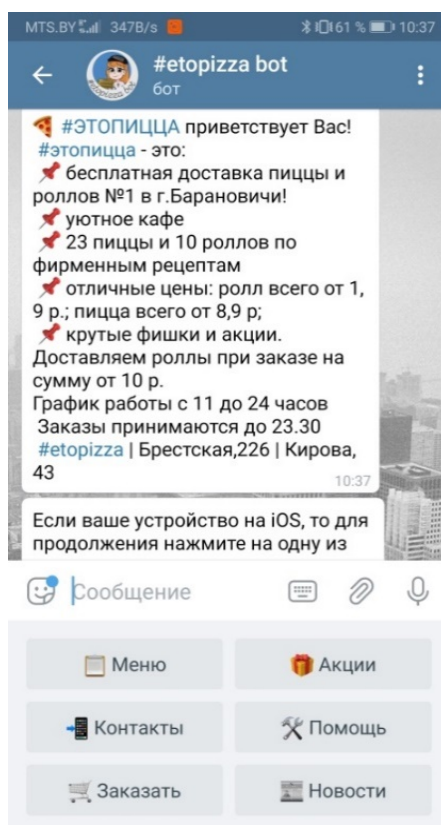 MTS.BY 347B/s 61 % 10:37
#etopizza bot
бот
#ЭТОПИЦЦА приветствует Вас!
#этопицца - это:
📌 бесплатная доставка пиццы и
роллов №1 в г.Барановичи!
📌 уютное кафе
📌 23 пиццы и 10 роллов по
фирменным рецептам
📌 отличные цены: ролл всего от 1,
9 р.; пицца всего от 8,9 р;
📌 крутые фишки и акции.
Доставляем роллы при заказе на
сумму от 10 р.
График работы с 11 до 24 часов
Заказы принимаются до 23.30
#etopizza | Брестская,226 | Кирова,
43
10:37
Если ваше устройство на iOS, то для
продолжения нажмите на одну из
Сообщение
Меню
Акции
Контакты
Помощь
Заказать
Новости